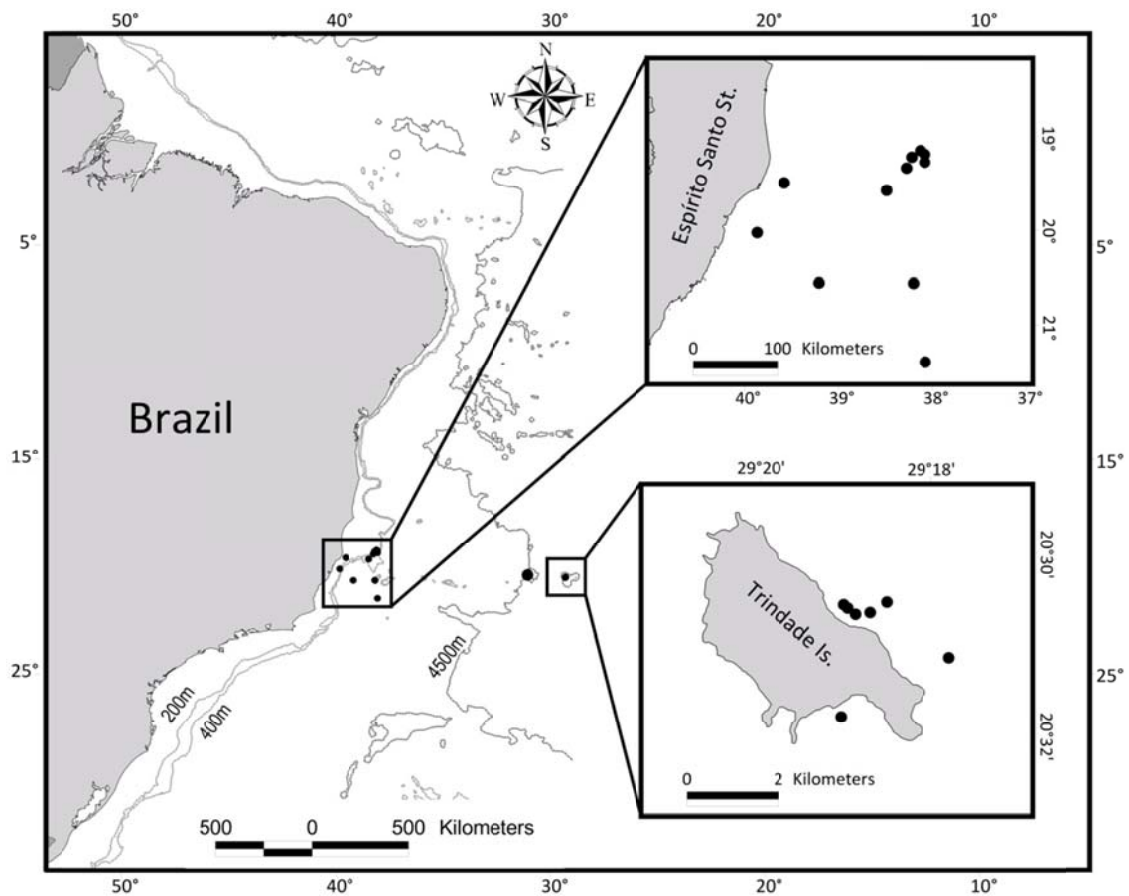 50° 40° 30° 20° 10°
N
W E
S
Espírito Santo St.
19°
20°
21°
0 100 Kilometers
40° 39° 38° 37°
5° 5°
Brazil
15° 15°
29°20' 29°18'
20°30'
Trindade Is.
20°32'
0 2 Kilometers
4500m
25° 25°
200m
400m
500 0 500 Kilometers
50° 40° 30° 20° 10°